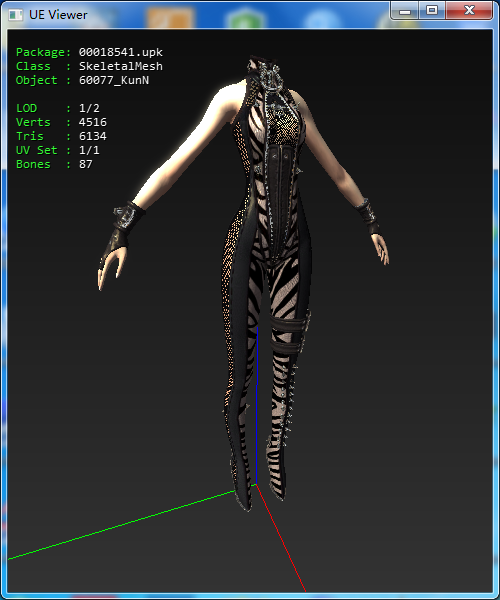 UE Viewer
Package: 00018541.upk
Class : SkeletalMesh
Object : 60077_KunN
LOD : 1/2
Verts : 4516
Tris : 6134
UV Set : 1/1
Bones : 87